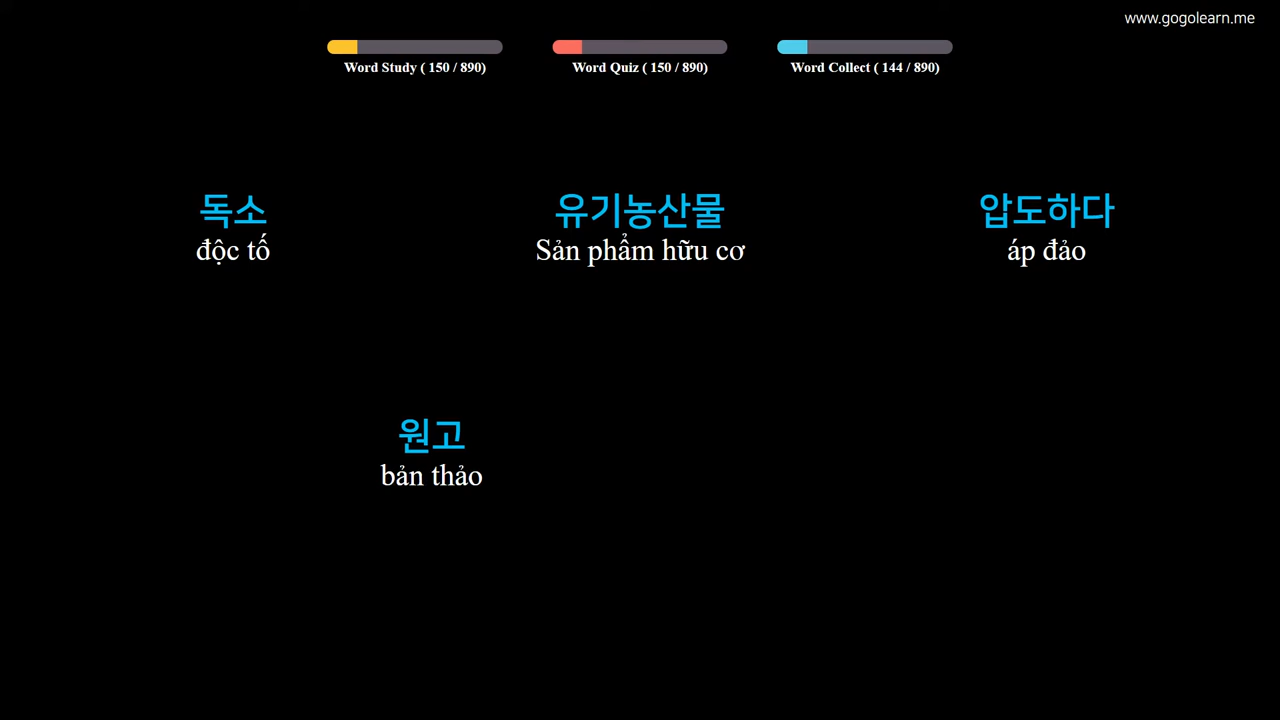 www.gogolearn.me
Word Study ( 150 / 890)
Word Quiz ( 150 / 890)
Word Collect ( 144 / 890)
독소
độc tố
유기농산물
Sản phẩm hữu cơ
압도하다
áp đảo
원고
bản thảo